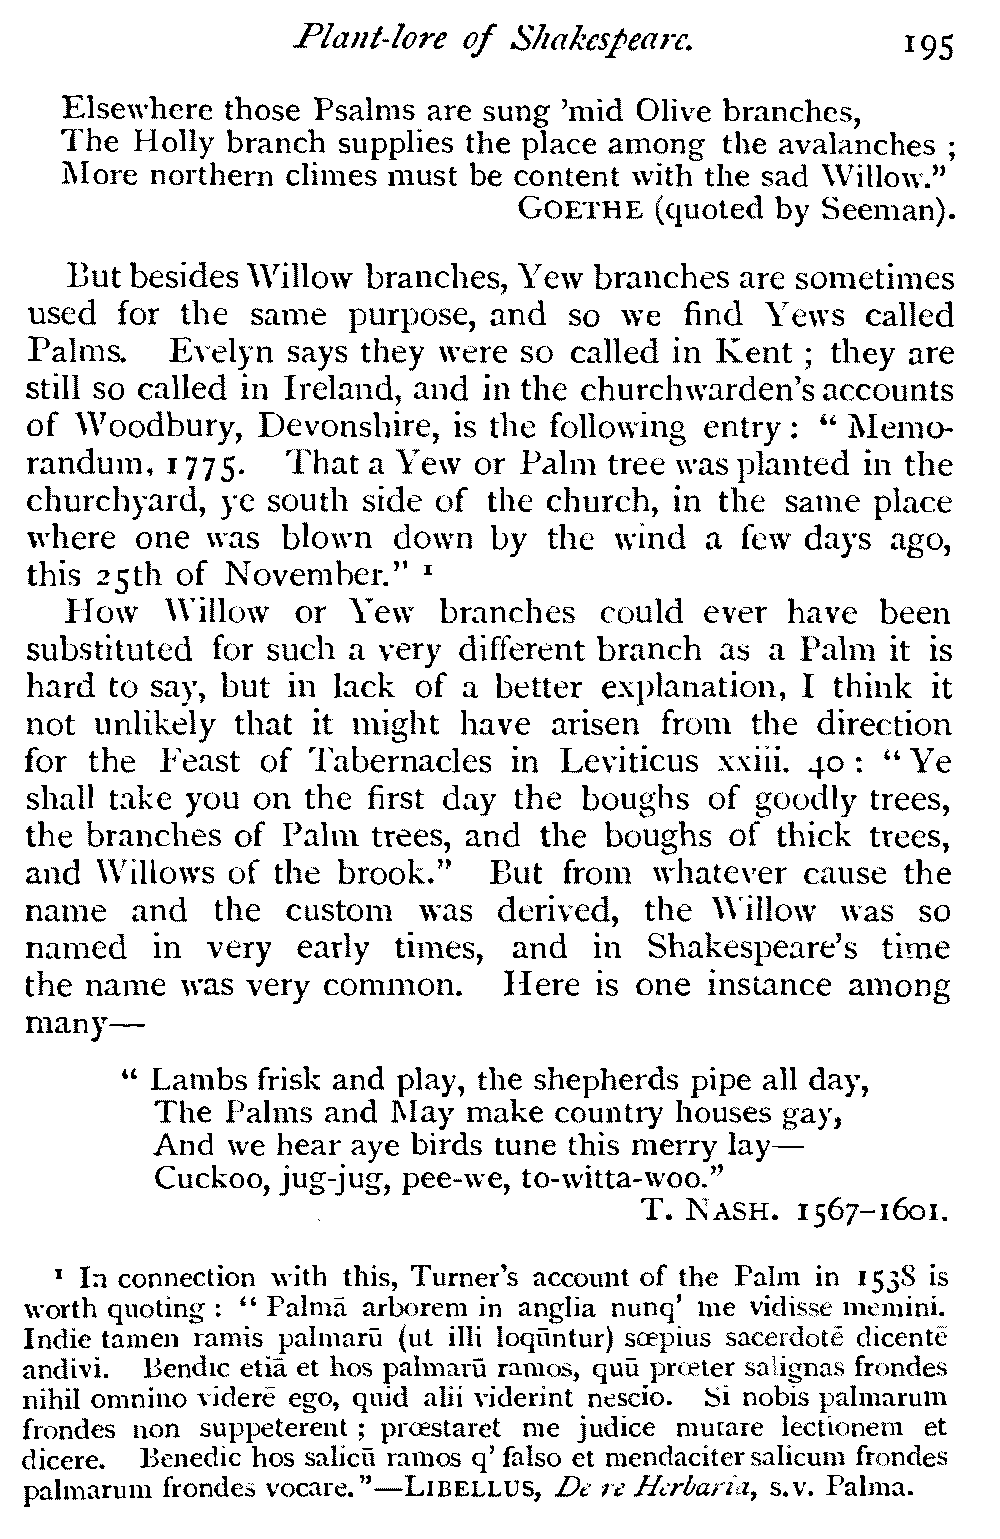 Plant-lore of Shakespeare. 195
Elsewhere those Psalms are sung 'mid Olive branches,
The Holly branch supplies the place among the avalanches ;
More northern climes must be content with the sad Willow."
GOETHE (quoted by Seeman).
But besides Willow branches, Yew branches are sometimes
used for the same purpose, and so we find Yews called
Palms. Evelyn says they were so called in Kent ; they are
still so called in Ireland, and in the churchwarden's accounts
of Woodbury, Devonshire, is the following entry : " Memo-
randum, 1775. That a Yew or Palm tree was planted in the
churchyard, ye south side of the church, in the same place
where one was blown down by the wind a few days ago,
this 25th of November." ¹
How Willow or Yew branches could ever have been
substituted for such a very different branch as a Palm it is
hard to say, but in lack of a better explanation, I think it
not unlikely that it might have arisen from the direction
for the Feast of Tabernacles in Leviticus xxiii. 40 : " Ye
shall take you on the first day the boughs of goodly trees,
the branches of Palm trees, and the boughs of thick trees,
and Willows of the brook." But from whatever cause the
name and the custom was derived, the Willow was so
named in very early times, and in Shakespeare's time
the name was very common. Here is one instance among
many—
" Lambs frisk and play, the shepherds pipe all day,
The Palms and May make country houses gay,
And we hear aye birds tune this merry lay—
Cuckoo, jug-jug, pee-we, to-witta-woo."
T. NASH. 1567–1601.
¹ In connection with this, Turner's account of the Palm in 1538 is
worth quoting : " Palmā arborem in anglia nunq' me vidisse memini.
Indie tamen ramis palmarū (ut illi loqūntur) sœpius sacerdotē dicentē
andivi. Bendic etiā et hos palmarū ramos, quū prœter salignas frondes
nihil omnino viderē ego, quid alii viderint nescio. Si nobis palmarum
frondes non suppeterent ; prœstaret me judice mutare lectionem et
dicere. Benedic hos salicū ramos q' falso et mendaciter salicum frondes
palmarum frondes vocare."—LIBELLUS, De re Herbaria, s.v. Palma.